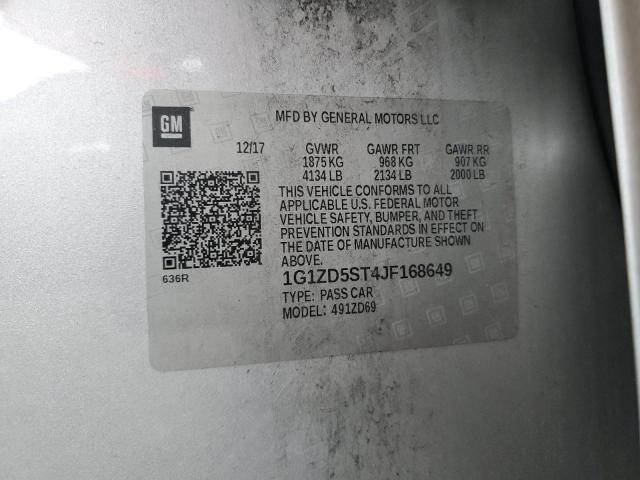 GM
MFD BY GENERAL MOTORS LLC
12/17 GVWR GAWR FRT GAWR RR
1875 KG 968 KG 907 KG
4134 LB 2134 LB 2000 LB
THIS VEHICLE CONFORMS TO ALL
APPLICABLE U.S. FEDERAL MOTOR
VEHICLE SAFETY, BUMPER, AND THEFT
PREVENTION STANDARDS IN EFFECT ON
THE DATE OF MANUFACTURE SHOWN
ABOVE.
636R
1G1ZD5ST4JF168649
TYPE: PASS CAR
MODEL: 491ZD69